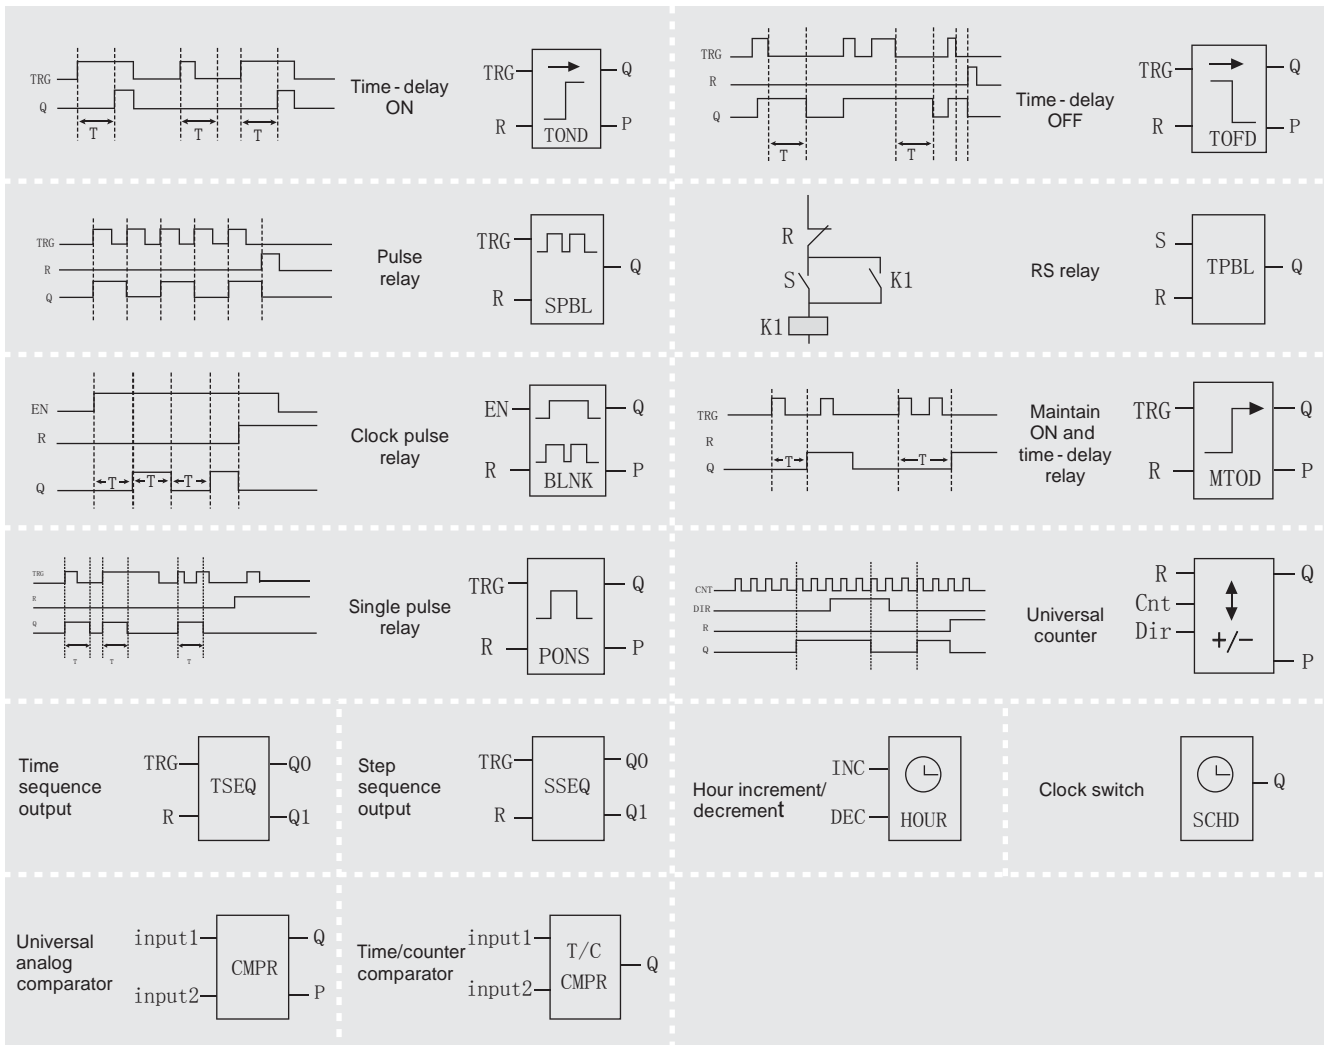 TRG
Q
T
T
T
Time - delay
ON
TRG
R
Q
P
TOND
TRG
R
Q
T
T
Time - delay
OFF
TRG
R
Q
P
TOFD
TRG
R
Q
Pulse
relay
TRG
R
Q
SPBL
R
S
K1
K1
RS relay
S
R
TPBL
Q
EN
R
Q
T
T
T
Clock pulse
relay
EN
R
Q
P
BLNK
TRG
R
Q
T
T
Maintain
ON and
time - delay
relay
TRG
R
Q
P
MTOD
TRG
R
Q
T
T
T
Single pulse
relay
TRG
R
Q
P
PONS
CNT
DIR
R
Q
Universal
counter
R
Cnt
Dir
+/-
Q
P
Time
sequence
output
TRG
R
TSEQ
Q0
Q1
Step
sequence
output
TRG
R
SSEQ
Q0
Q1
Hour increment/
decrement
INC
DEC
HOUR
Clock switch
SCHD
Q
Universal
analog
comparator
input1
input2
CMPR
Q
P
Time/counter
comparator
input1
input2
T/C
CMPR
Q